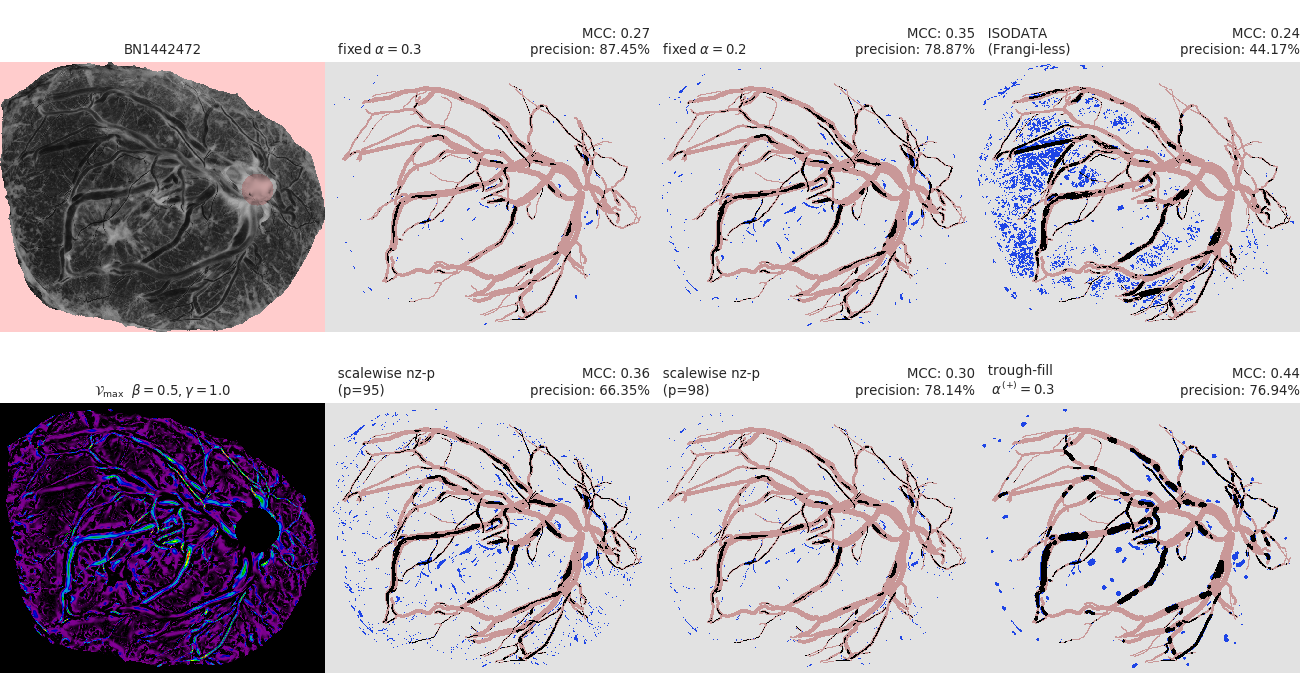 BN1442472
fixed α = 0.3
MCC: 0.27
precision: 87.45%
fixed α = 0.2
MCC: 0.35
precision: 78.87%
ISODATA
(Frangi-less)
MCC: 0.24
precision: 44.17%
𝒱max β = 0.5, γ = 1.0
scalewise nz-p
(p=95)
MCC: 0.36
precision: 66.35%
scalewise nz-p
(p=98)
MCC: 0.30
precision: 78.14%
trough-fill
α(+) = 0.3
MCC: 0.44
precision: 76.94%